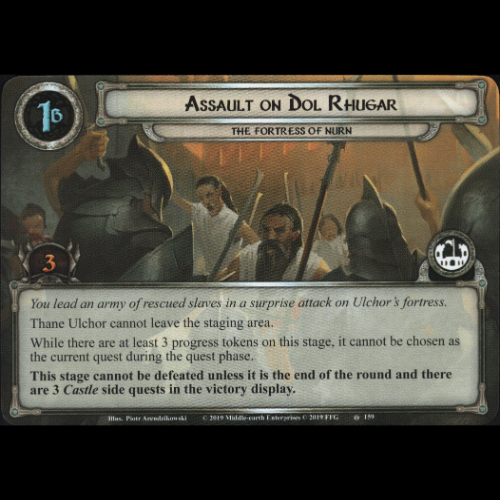 1B
ASSAULT ON DOL RHUGAR
THE FORTRESS OF NURN
3
You lead an army of rescued slaves in a surprise attack on Ulchor's fortress.
Thane Ulchor cannot leave the staging area.
While there are at least 3 progress tokens on this stage, it cannot be chosen as
the current quest during the quest phase.
This stage cannot be defeated unless it is the end of the round and there
are 3 Castle side quests in the victory display.
Illus. Piotr Arendzikowski © 2019 Middle-earth Enterprises © 2019 FFG 159